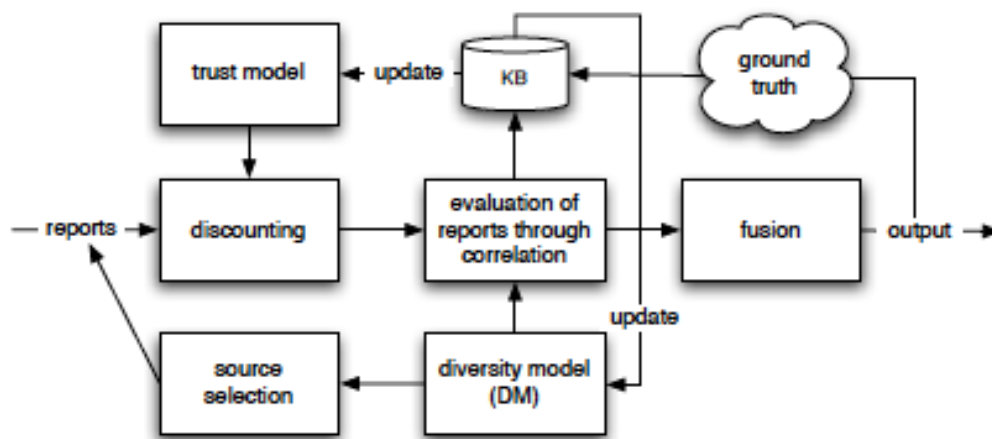 trust model
update
KB
ground
truth
reports
discounting
evaluation of
reports through
correlation
fusion
output
update
source
selection
diversity model
(DM)